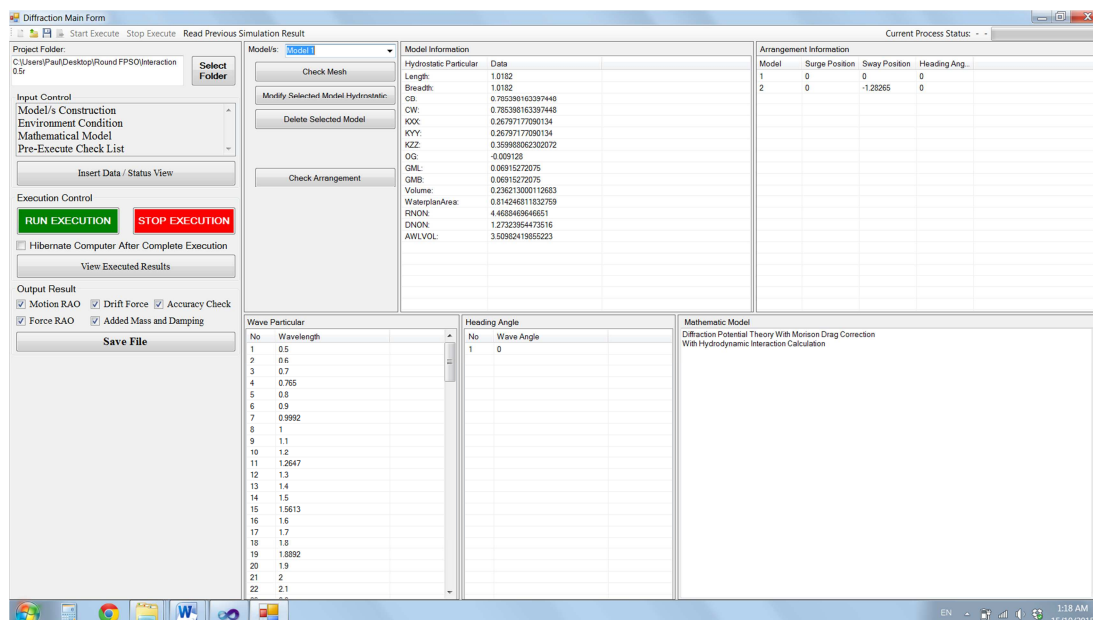 Diffraction Main Form
Start Execute Stop Execute Read Previous Simulation Result
Current Process Status: - -
Project Folder:
C:\Users\Paul\Desktop\Round FPSO\Interaction
0.5r
Select
Folder
Input Control
Model/s Construction
Environment Condition
Mathematical Model
Pre-Execute Check List
Insert Data / Status View
Execution Control
RUN EXECUTION
STOP EXECUTION
Hibernate Computer After Complete Execution
View Executed Results
Output Result
Motion RAO Drift Force Accuracy Check
Force RAO Added Mass and Damping
Save File
Model/s: Model 1
Check Mesh
Modify Selected Model Hydrostatic
Delete Selected Model
Check Arrangement
Model Information
Hydrostatic Particular Data
Length: 1.0182
Breadth: 1.0182
CB: 0.785398163397448
CW: 0.785398163397448
KXX: 0.26797177090134
KYY: 0.26797177090134
KZZ: 0.359988062302072
OG: -0.009128
GML: 0.06915272075
GMB: 0.06915272075
Volume: 0.236213000112683
WaterplanArea: 0.814246811832759
RNON: 4.4688469646651
DNON: 1.27323954473516
AWLVOL: 3.50982419855223
Arrangement Information
Model Surge Position Sway Position Heading Ang...
1 0 0 0
2 0 -1.28265 0
Wave Particular
No Wavelength
1 0.5
2 0.6
3 0.7
4 0.765
5 0.8
6 0.9
7 0.9992
8 1
9 1.1
10 1.2
11 1.2647
12 1.3
13 1.4
14 1.5
15 1.5613
16 1.6
17 1.7
18 1.8
19 1.8892
20 1.9
21 2
22 2.1
Heading Angle
No Wave Angle
1 0
Mathematic Model
Diffraction Potential Theory With Morison Drag Correction
With Hydrodynamic Interaction Calculation
EN
1:18 AM